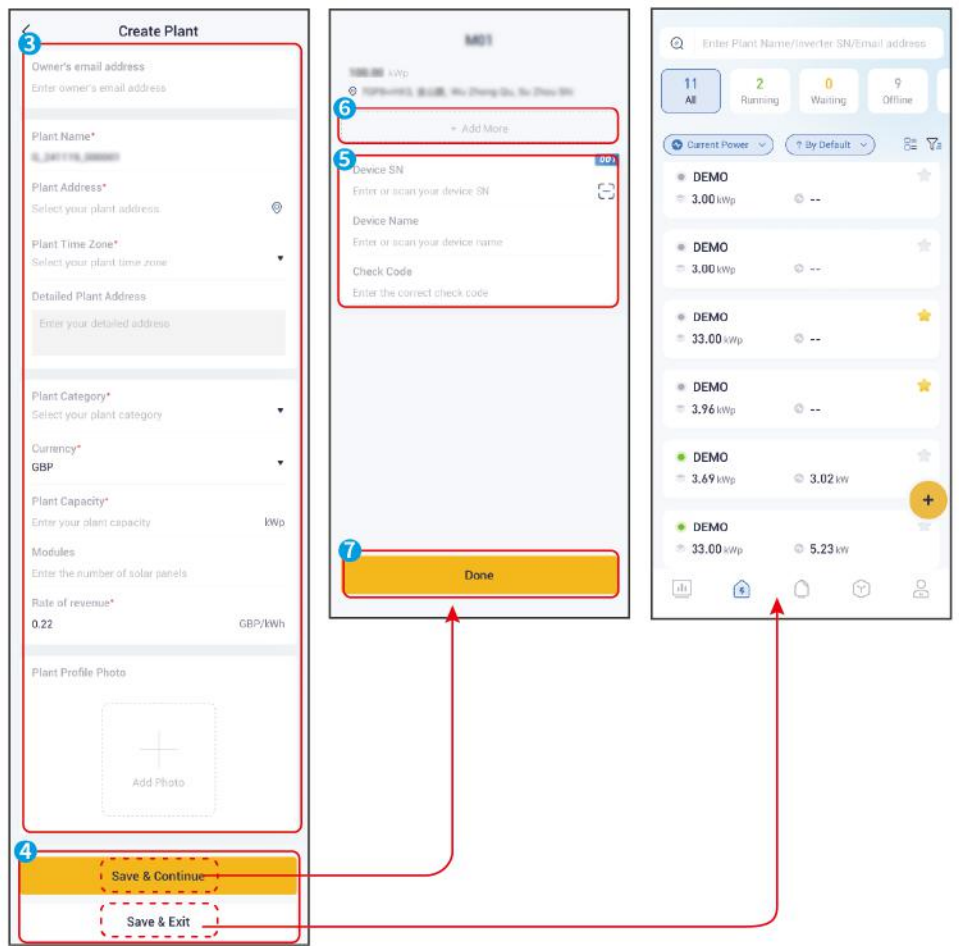 3
Create Plant
Owner's email address
Enter owner's email address
Plant Name*
Plant Address*
Select your plant address.
Plant Time Zone*
Select your plant time zone
Detailed Plant Address
Enter your detailed address
Plant Category*
Select your plant category
Currency*
GBP
Plant Capacity*
Enter your plant capacity kWp
Modules
Enter the number of solar panels
Rate of revenue*
0.22 GBP/kWh
Plant Profile Photo
Add Photo
4
Save & Continue
Save & Exit
M01
100.00 kWp
6
+ Add More
5
001
Device SN
Enter or scan your device SN
Device Name
Enter or scan your device name
Check Code
Enter the correct check code
7
Done
Enter Plant Name/Inverter SN/Email address
11 2 0 9
All Running Waiting Offline
Current Power ? By Default
DEMO
3.00 kWp --
DEMO
3.00 kWp --
DEMO
33.00 kWp --
DEMO
3.96 kWp --
DEMO
3.69 kWp 3.02 kW
+
DEMO
33.00 kWp 5.23 kW